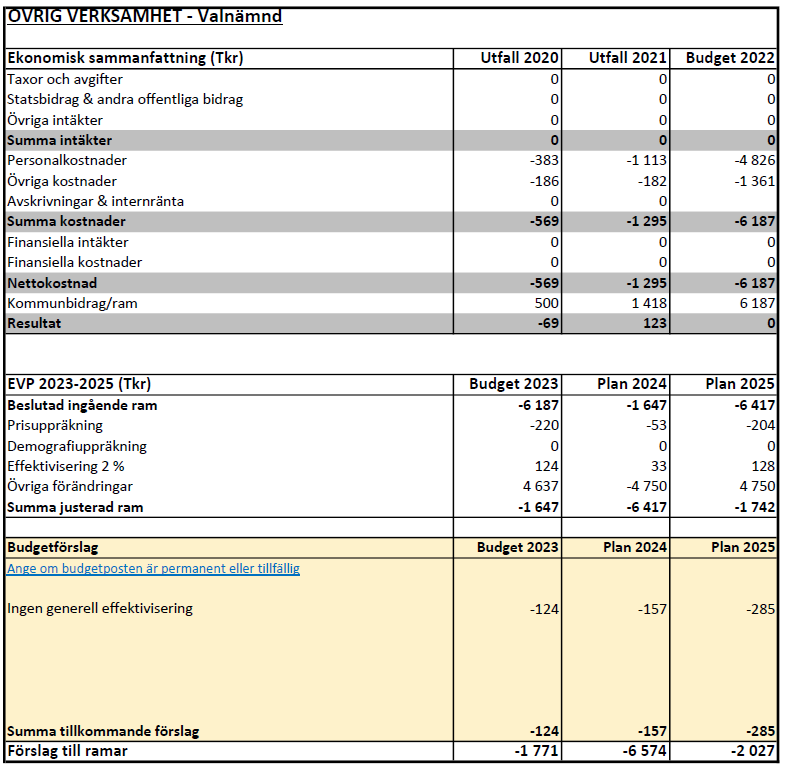 ÖVRIG VERKSAMHET - Valnämnd
Ekonomisk sammanfattning (Tkr) Utfall 2020 Utfall 2021 Budget 2022
Taxor och avgifter 0 0 0
Statsbidrag & andra offentliga bidrag 0 0 0
Övriga intäkter 0 0 0
Summa intäkter 0 0 0
Personalkostnader -383 -1 113 -4 826
Övriga kostnader -186 -182 -1 361
Avskrivningar & internränta 0 0
Summa kostnader -569 -1 295 -6 187
Finansiella intäkter 0 0 0
Finansiella kostnader 0 0 0
Nettokostnad -569 -1 295 -6 187
Kommunbidrag/ram 500 1 418 6 187
Resultat -69 123 0
EVP 2023-2025 (Tkr) Budget 2023 Plan 2024 Plan 2025
Beslutad ingående ram -6 187 -1 647 -6 417
Prisuppräkning -220 -53 -204
Demografiuppräkning 0 0 0
Effektivisering 2 % 124 33 128
Övriga förändringar 4 637 -4 750 4 750
Summa justerad ram -1 647 -6 417 -1 742
Budgetförslag Budget 2023 Plan 2024 Plan 2025
Ange om budgetposten är permanent eller tillfällig
Ingen generell effektivisering -124 -157 -285
Summa tillkommande förslag -124 -157 -285
Förslag till ramar -1 771 -6 574 -2 027